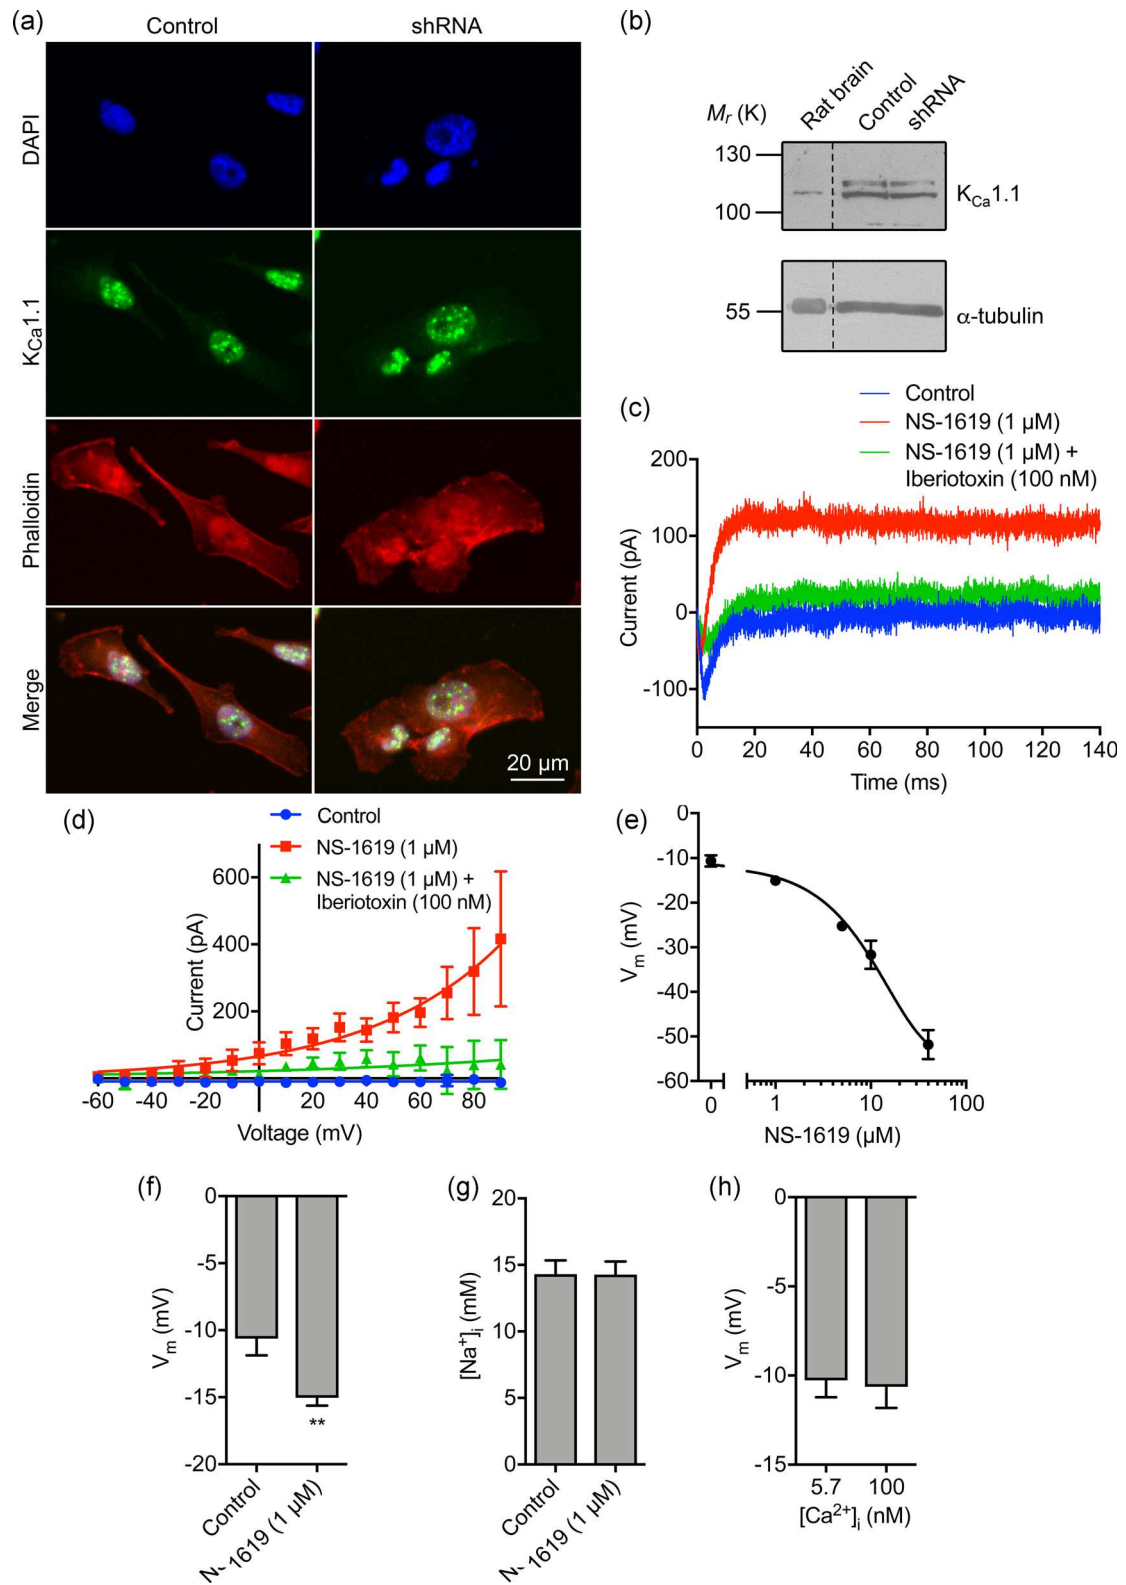 (a)
Control
shRNA
DAPI
KCa1.1
Phalloidin
Merge
20 µm
(b)
Mr (K)
Rat brain
Control
shRNA
130
100
KCa1.1
55
α-tubulin
(c)
Control
NS-1619 (1 µM)
NS-1619 (1 µM) +
Iberiotoxin (100 nM)
Current (pA)
200
100
0
-100
0 20 40 60 80 100 120 140
Time (ms)
(d)
Control
NS-1619 (1 µM)
NS-1619 (1 µM) +
Iberiotoxin (100 nM)
Current (pA)
600
400
200
-60 -40 -20 20 40 60 80
Voltage (mV)
(e)
Vm (mV)
0
-10
-20
-30
-40
-50
-60
0 1 10 100
NS-1619 (µM)
(f)
Vm (mV)
0
-5
-10
-15
-20
**
Control
1619 (1 µM)
(g)
[Na+]i (mM)
20
15
10
5
0
Control
1619 (1 µM)
(h)
Vm (mV)
0
-5
-10
-15
5.7 100
[Ca2+]i (nM)